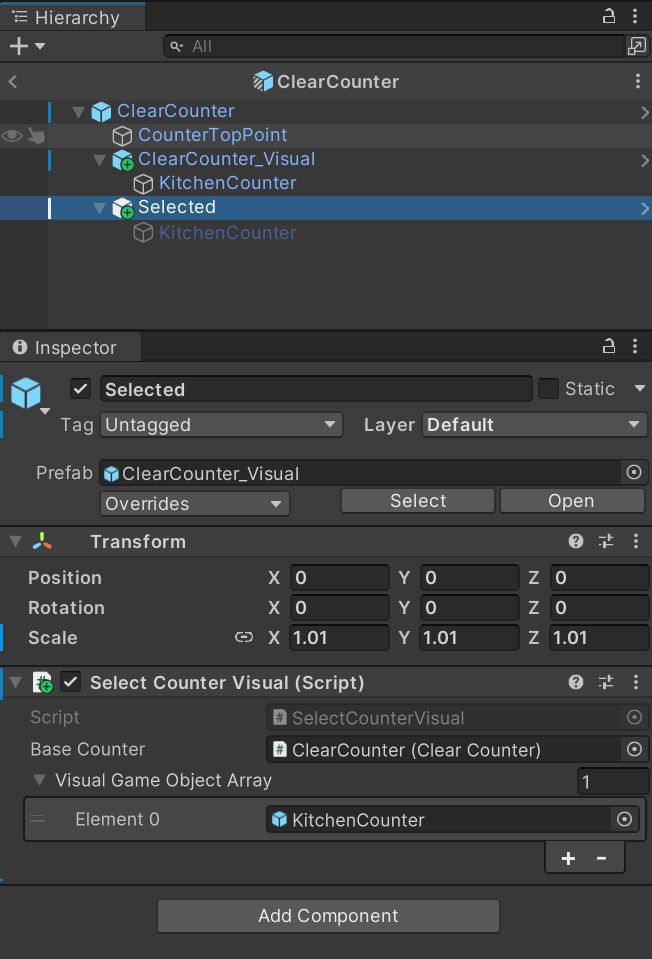 Hierarchy
All
ClearCounter
ClearCounter
CounterTopPoint
ClearCounter_Visual
KitchenCounter
Selected
KitchenCounter
Inspector
Selected Static
Tag Untagged Layer Default
Prefab ClearCounter_Visual
Overrides Select Open
Transform
Position X 0 Y 0 Z 0
Rotation X 0 Y 0 Z 0
Scale X 1.01 Y 1.01 Z 1.01
Select Counter Visual (Script)
Script SelectCounterVisual
Base Counter ClearCounter (Clear Counter)
Visual Game Object Array 1
Element 0 KitchenCounter
+ -
Add Component